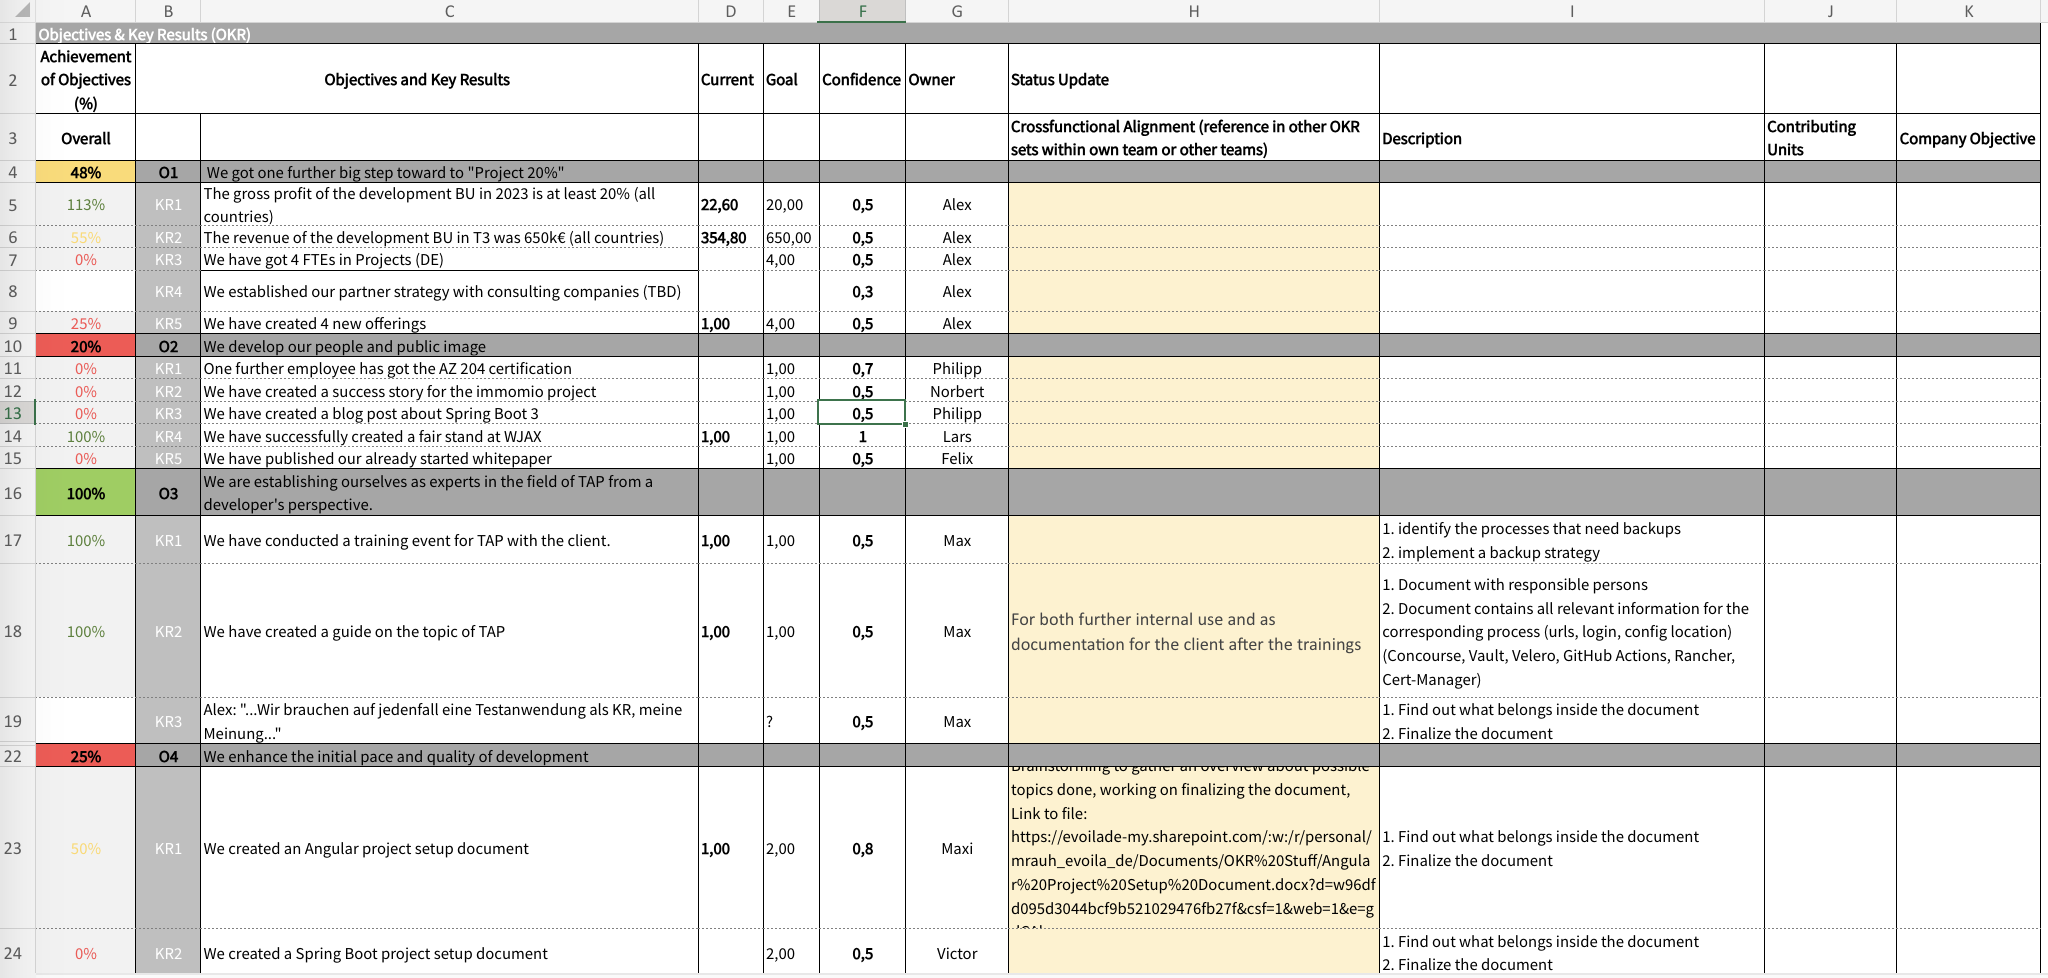 A B C D E F G H I J K
1 Objectives & Key Results (OKR)
2 Achievement of Objectives (%) Objectives and Key Results Current Goal Confidence Owner Status Update
3 Overall Crossfunctional Alignment (reference in other OKR sets within own team or other teams) Description Contributing Units Company Objective
4 48% O1 We got one further big step toward to "Project 20%"
5 113% KR1 The gross profit of the development BU in 2023 is at least 20% (all countries) 22,60 20,00 0,5 Alex
6 55% KR2 The revenue of the development BU in T3 was 650k€ (all countries) 354,80 650,00 0,5 Alex
7 0% KR3 We have got 4 FTEs in Projects (DE) 4,00 0,5 Alex
8 KR4 We established our partner strategy with consulting companies (TBD) 0,3 Alex
9 25% KR5 We have created 4 new offerings 1,00 4,00 0,5 Alex
10 20% O2 We develop our people and public image
11 0% KR1 One further employee has got the AZ 204 certification 1,00 0,7 Philipp
12 0% KR2 We have created a success story for the immomio project 1,00 0,5 Norbert
13 0% KR3 We have created a blog post about Spring Boot 3 1,00 0,5 Philipp
14 100% KR4 We have successfully created a fair stand at WJAX 1,00 1,00 1 Lars
15 0% KR5 We have published our already started whitepaper 1,00 0,5 Felix
16 100% O3 We are establishing ourselves as experts in the field of TAP from a developer's perspective.
17 100% KR1 We have conducted a training event for TAP with the client. 1,00 1,00 0,5 Max 1. identify the processes that need backups
2. implement a backup strategy
18 100% KR2 We have created a guide on the topic of TAP 1,00 1,00 0,5 Max For both further internal use and as
documentation for the client after the trainings
1. Document with responsible persons
2. Document contains all relevant information for the
corresponding process (urls, login, config location)
(Concourse, Vault, Velero, GitHub Actions, Rancher,
Cert-Manager)
19 KR3 Alex: "...Wir brauchen auf jedenfall eine Testanwendung als KR, meine Meinung..." ? 0,5 Max 1. Find out what belongs inside the document
2. Finalize the document
22 25% O4 We enhance the initial pace and quality of development
23 50% KR1 We created an Angular project setup document 1,00 2,00 0,8 Maxi
Brainstorming to gather an overview about possible
topics done, working on finalizing the document,
Link to file:
https://evoilade-my.sharepoint.com/:w:/r/personal/
mrauh_evoila_de/Documents/OKR%20Stuff/Angula
r%20Project%20Setup%20Document.docx?d=w96df
d095d3044bcf9b521029476fb27f&csf=1&web=1&e=g
1. Find out what belongs inside the document
2. Finalize the document
24 0% KR2 We created a Spring Boot project setup document 2,00 0,5 Victor 1. Find out what belongs inside the document
2. Finalize the document